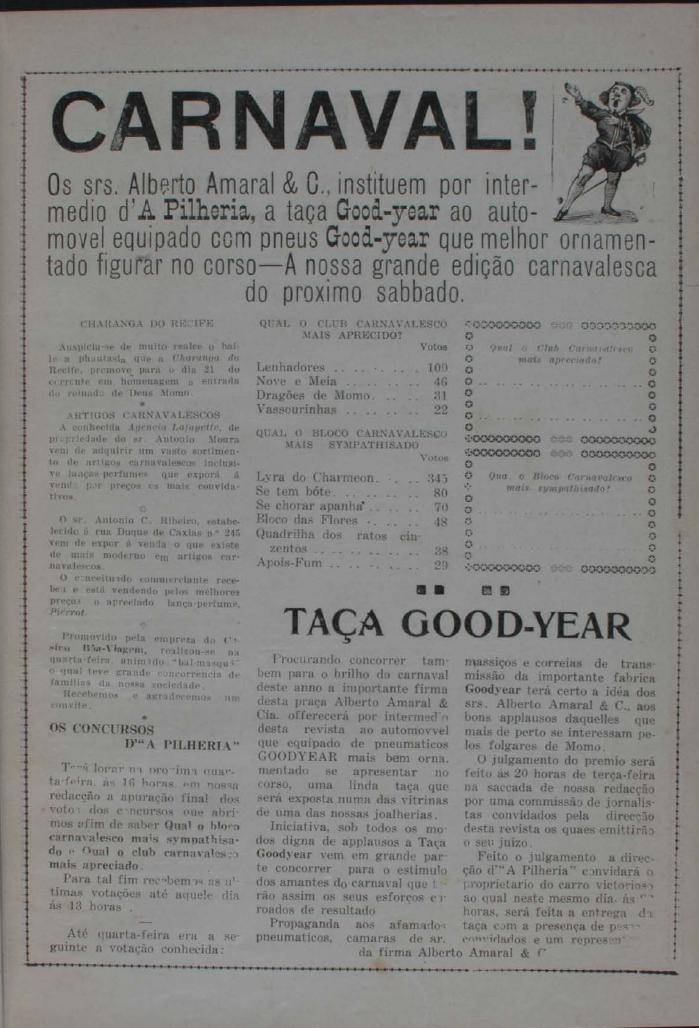 CARNAVAL!
Os srs. Alberto Amaral & C., instituem por inter-
medio d'A Pilheria, a taça Good-year ao auto-
movel equipado com pneus Good-year que melhor ornamen-
tado figurar no corso—A nossa grande edição carnavalesca
do proximo sabbado.
CHARANGA DO RECIFE
Auspicia-se de muito realce o bai-
le a phantasia que a Charanga do
Recife, promove para o dia 21 do
corrente em homenagem a entrada
do reinado de Deus Momo.
*
ARTIGOS CARNAVALESCOS
A conhecida Agencia Lafayette, de
propriedade do sr. Antonio Moura
vem de adquirir um vasto sortimen-
to de artigos carnavalescos inclusi-
ve lanças-perfumes que exporá á
venda por preços os mais convida-
tivos.
O sr. Antonio C. Ribeiro, estabe-
lecido á rua Duque de Caxias n.° 245
vem de expor á venda o que existe
de mais moderno em artigos car-
navalescos.
O conceituado commerciante rece-
beu e está vendendo pelos melhores
preços o apreciado lança-perfume,
Pierrot.
Promovido pela empreza do Ca-
sino Bôa-Viagem, realizou-se na
quarta-feira, animado "bal-masqué"
o qual teve grande concorrencia de
familias da nossa sociedade.
Recebemos e agradecemos um
convite.
*
OS CONCURSOS
D'"A PILHERIA"
Terá logar na proxima quar-
ta-feira, ás 16 horas, em nossa
redacção a apuração final dos
votos dos concursos que abri-
mos afim de saber Qual o bloco
carnavalesco mais sympathisa-
do e Qual o club carnavalesco
mais apreciado.
Para tal fim recebemos as ul-
timas votações até aquelle dia
ás 13 horas .
Até quarta-feira era a se-
guinte a votação conhecida:
QUAL O CLUB CARNAVALESCO
MAIS APRECIDO?
Votos
Lenhadores .. .. .. .. .. 109
Nove e Meia .. .. .. .. 46
Dragões de Momo. .. .. 31
Vassourinhas .. .. .. .. 22
QUAL O BLOCO CARNAVALESCO
MAIS SYMPATHISADO
Votos
Lyra do Charmeon. .. .. 345
Se tem bóte. .. .. .. .. 80
Se chorar apanha .. .. .. 70
Bloco das Flores .. .. .. 48
Quadrilha dos ratos cin-
zentos .. .. .. .. .. .. 38
Apois-Fum .. .. .. .. .. 29
Qual o Club Carnavalesco
mais apreciado?
Qual o Bloco Carnavalesco
mais sympathisado?
TAÇA GOOD-YEAR
Procurando concorrer tam-
bem para o brilho do carnaval
deste anno a importante firma
desta praça Alberto Amaral &
Cia. offerecerá por intermedio
desta revista ao automovvel
que equipado de pneumaticos
GOODYEAR mais bem orna.
mentado se apresentar no
corso, uma linda taça que
será exposta numa das vitrinas
de uma das nossas joalherias.
Iniciativa, sob todos os mo-
dos digna de applausos a Taça
Goodyear vem em grande par-
te concorrer para o estimulo
dos amantes do carnaval que
rão assim os seus esforços co-
roados de resultado
Propaganda aos afamados
pneumaticos, camaras de ar,
massiços e correias de trans-
missão da importante fabrica
Goodyear terá certo a idéa dos
srs. Alberto Amaral & C., aos
bons applausos daquelles que
mais de perto se interessam pe-
los folgares de Momo.
O julgamento do premio será
feito ás 20 horas de terça-feira
na saccada de nossa redacção
por uma commissão de jornalis-
tas convidados pela direcção
desta revista os quaes emittirão
o seu juizo.
Feito o julgamento a direc-
ção d'"A Pilheria" convidará o
proprietario do carro victorioso
ao qual neste mesmo dia, ás
horas, será feita a entrega da
taça com a presença de
convidados e um
da firma Alberto Amaral & C